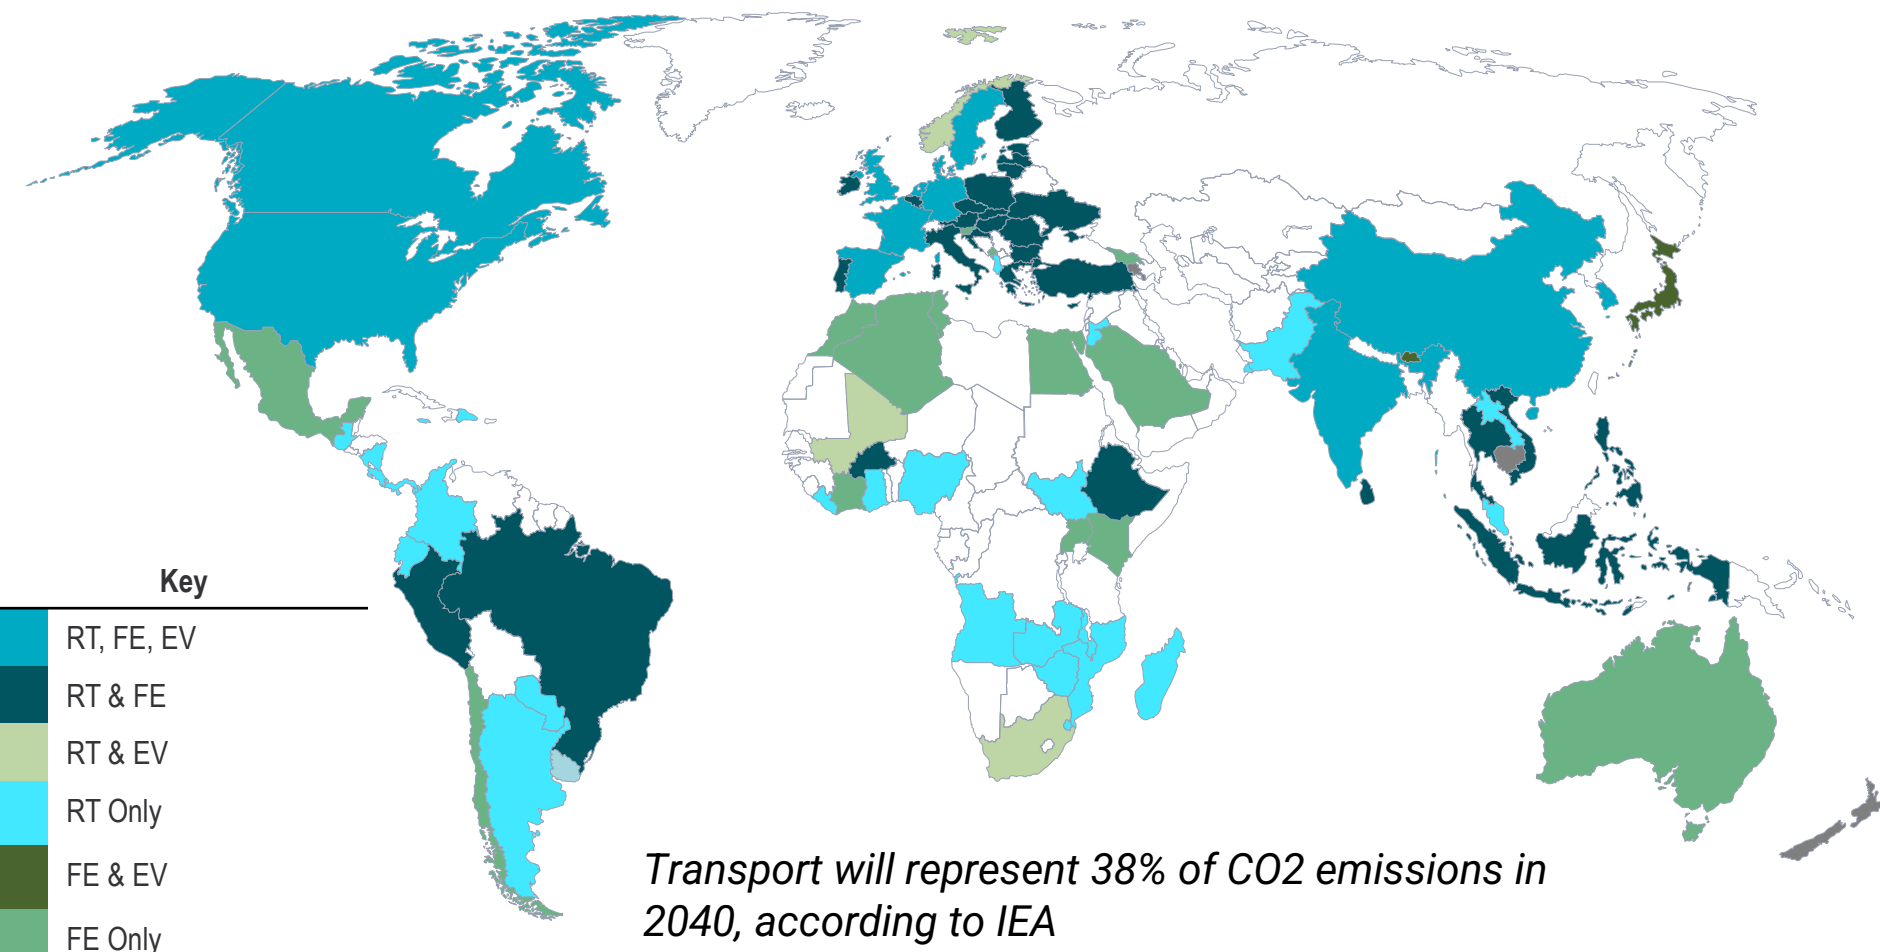 Key
RT, FE, EV
RT & FE
RT & EV
RT Only
FE & EV
FE Only
Transport will represent 38% of CO2 emissions in
2040, according to IEA